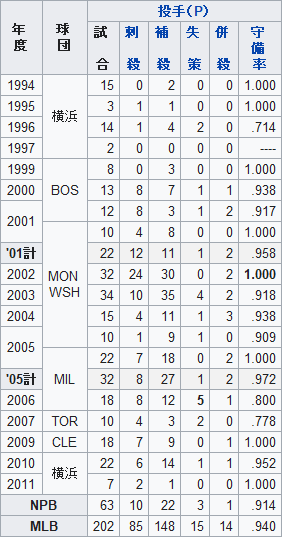 年度 球団 投手(P)
試合 刺殺 補殺 失策 併殺 守備率
1994 横浜 15 0 2 0 0 1.000
1995 3 1 1 0 0 1.000
1996 14 1 4 2 0 .714
1997 2 0 0 0 0 ----
1999 BOS 8 0 3 0 0 1.000
2000 13 8 7 1 1 .938
2001 12 8 3 1 2 .917
MON WSH 10 4 8 0 0 1.000
'01計 22 12 11 1 2 .958
2002 32 24 30 0 2 1.000
2003 34 10 35 4 2 .918
2004 15 4 11 1 3 .938
2005 10 1 9 1 0 .909
MIL 22 7 18 0 2 1.000
'05計 32 8 27 1 2 .972
2006 18 8 12 5 1 .800
2007 TOR 10 4 3 2 0 .778
2009 CLE 18 7 9 0 1 1.000
2010 横浜 22 6 14 1 1 .952
2011 7 2 1 0 0 1.000
NPB 63 10 22 3 1 .914
MLB 202 85 148 15 14 .940